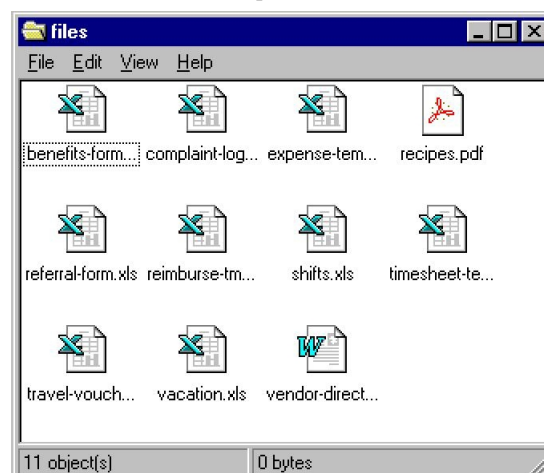 files
File Edit View Help
benefits-form... complaint-log... expense-tem... recipes.pdf
referral-form.xls reimburse-tm... shifts.xls timesheet-te...
travel-vouch... vacation.xls vendor-direct...
11 object(s) 0 bytes